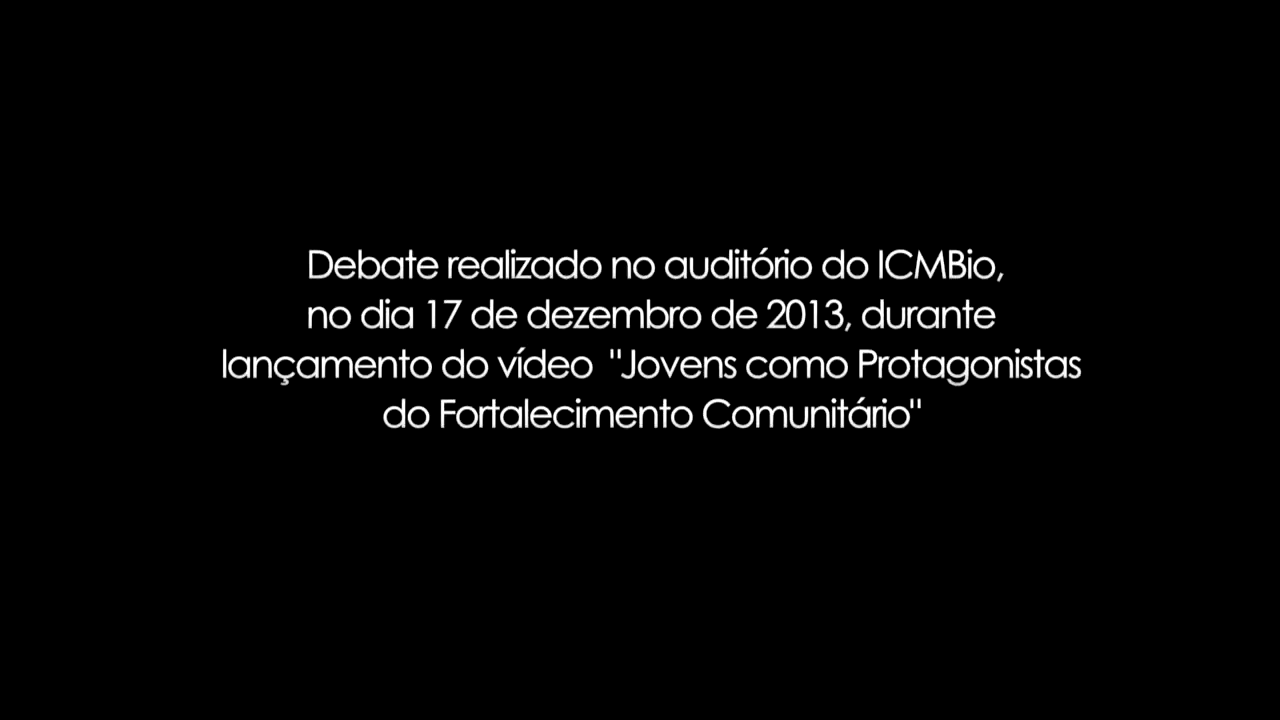 Debate realizado no auditório do ICMBio,
no dia 17 de dezembro de 2013, durante
lançamento do vídeo "Jovens como Protagonistas
do Fortalecimento Comunitário"